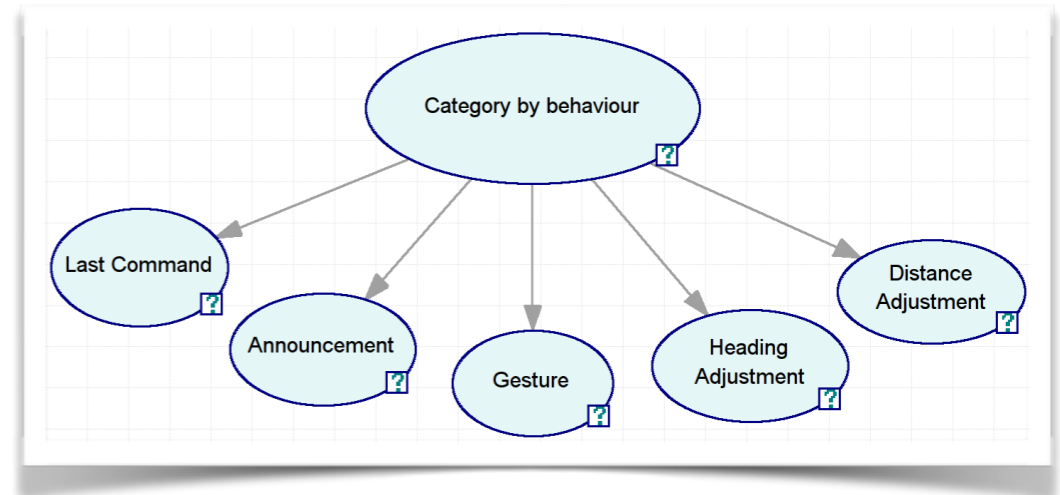 Category by behaviour
?
Last Command
?
Announcement
?
Gesture
?
Heading
Adjustment
?
Distance
Adjustment
?